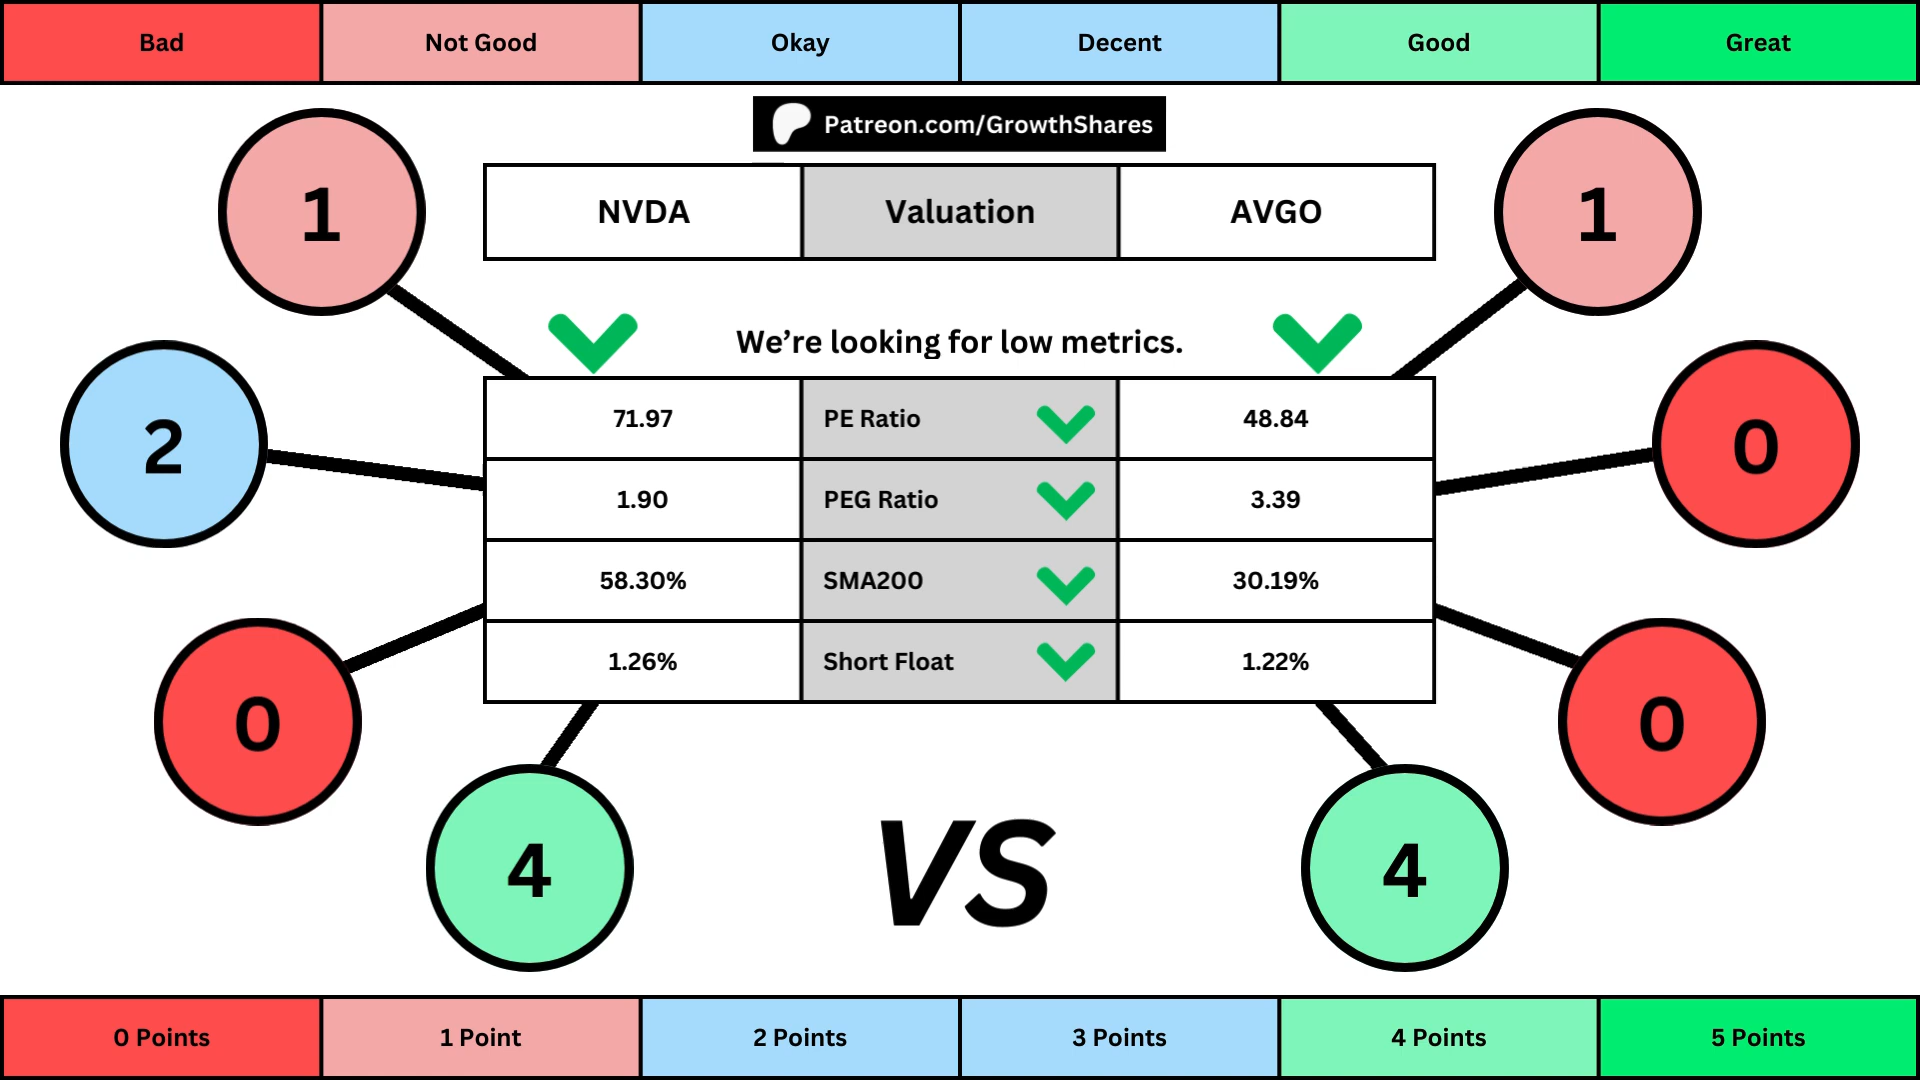 Bad Not Good Okay Decent Good Great
Patreon.com/GrowthShares
NVDA Valuation AVGO
1 1
We’re looking for low metrics.
71.97 PE Ratio 48.84
2 0
1.90 PEG Ratio 3.39
58.30% SMA200 30.19%
1.26% Short Float 1.22%
0 0
4 VS 4
0 Points 1 Point 2 Points 3 Points 4 Points 5 Points